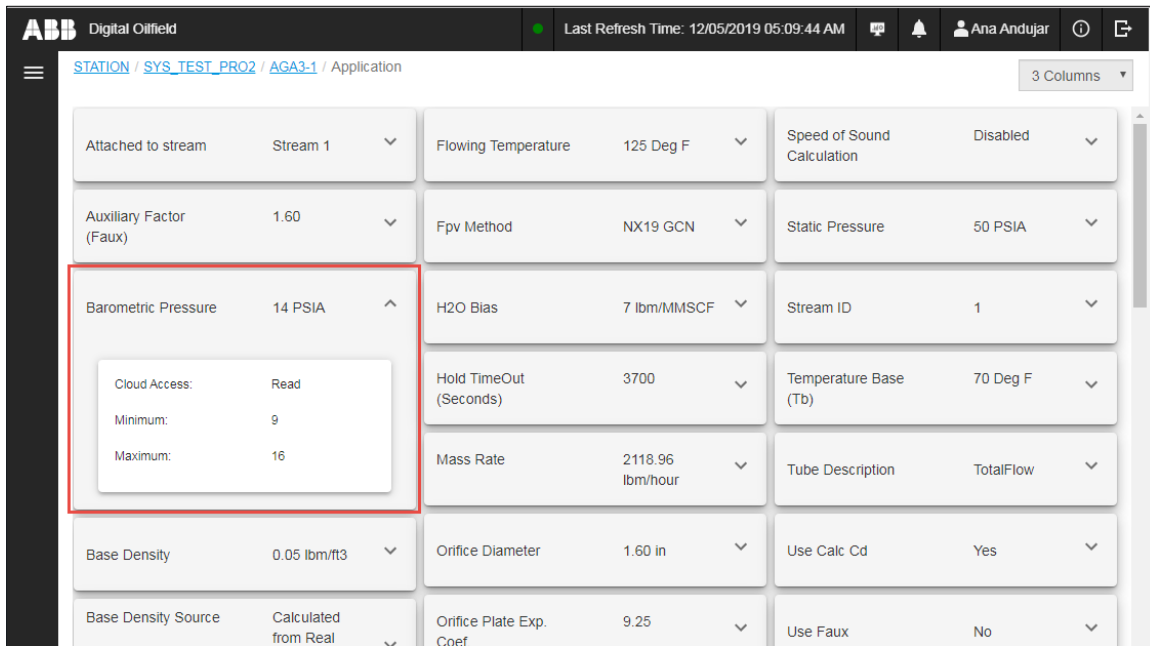 ABB Digital Oilfield
Last Refresh Time: 12/05/2019 05:09:44 AM
Ana Andujar
STATION / SYS_TEST_PRO2 / AGA3-1 / Application
3 Columns
Attached to stream
Stream 1
Auxiliary Factor
(Faux)
1.60
Barometric Pressure
14 PSIA
Cloud Access:
Read
Minimum:
9
Maximum:
16
Base Density
0.05 lbm/ft3
Base Density Source
Calculated
from Real
Flowing Temperature
125 Deg F
Fpv Method
NX19 GCN
H2O Bias
7 lbm/MMSCF
Hold TimeOut
(Seconds)
3700
Mass Rate
2118.96
lbm/hour
Orifice Diameter
1.60 in
Orifice Plate Exp.
Coef
9.25
Speed of Sound
Calculation
Disabled
Static Pressure
50 PSIA
Stream ID
1
Temperature Base
(Tb)
70 Deg F
Tube Description
TotalFlow
Use Calc Cd
Yes
Use Faux
No